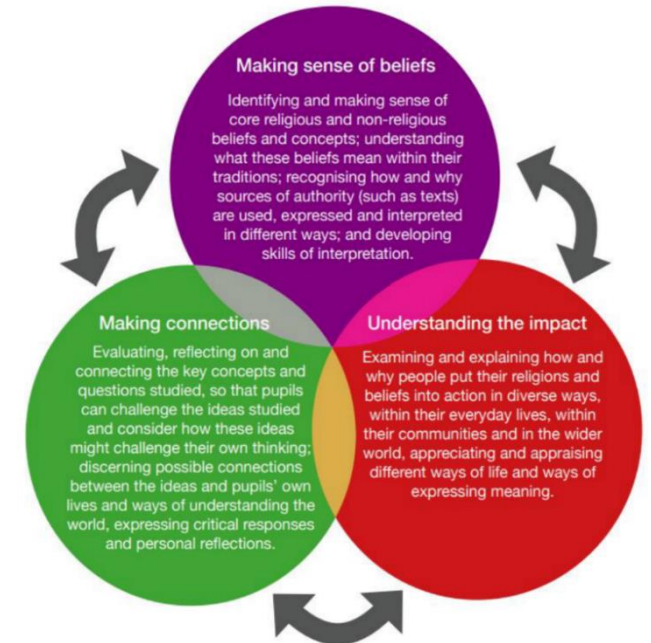 Making sense of beliefs
Identifying and making sense of
core religious and non-religious
beliefs and concepts; understanding
what these beliefs mean within their
traditions; recognising how and why
sources of authority (such as texts)
are used, expressed and interpreted
in different ways; and developing
skills of interpretation.
Making connections
Evaluating, reflecting on and
connecting the key concepts and
questions studied, so that pupils
can challenge the ideas studied
and consider how these ideas
might challenge their own thinking;
discerning possible connections
between the ideas and pupils' own
lives and ways of understanding the
world, expressing critical responses
and personal reflections.
Understanding the impact
Examining and explaining how and
why people put their religions and
beliefs into action in diverse ways,
within their everyday lives, within
their communities and in the wider
world, appreciating and appraising
different ways of life and ways of
expressing meaning.